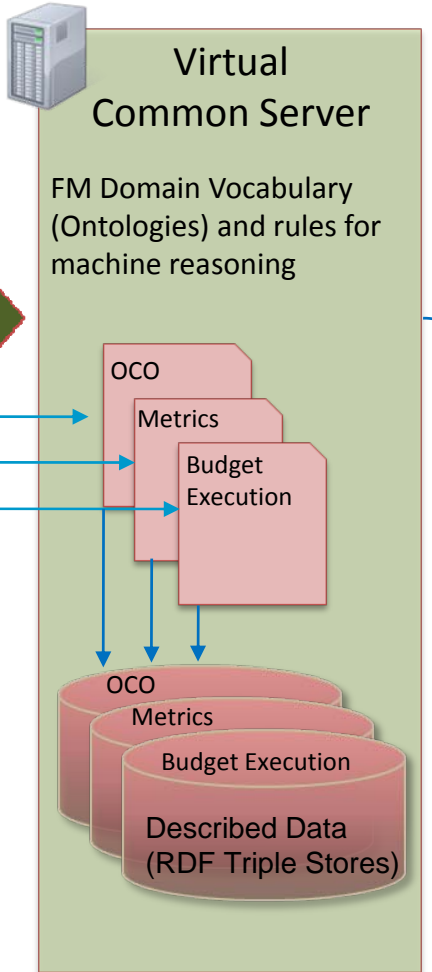 Virtual
Common Server
FM Domain Vocabulary
(Ontologies) and rules for
machine reasoning
OCO
Metrics
Budget
Execution
OCO
Metrics
Budget Execution
Described Data
(RDF Triple Stores)